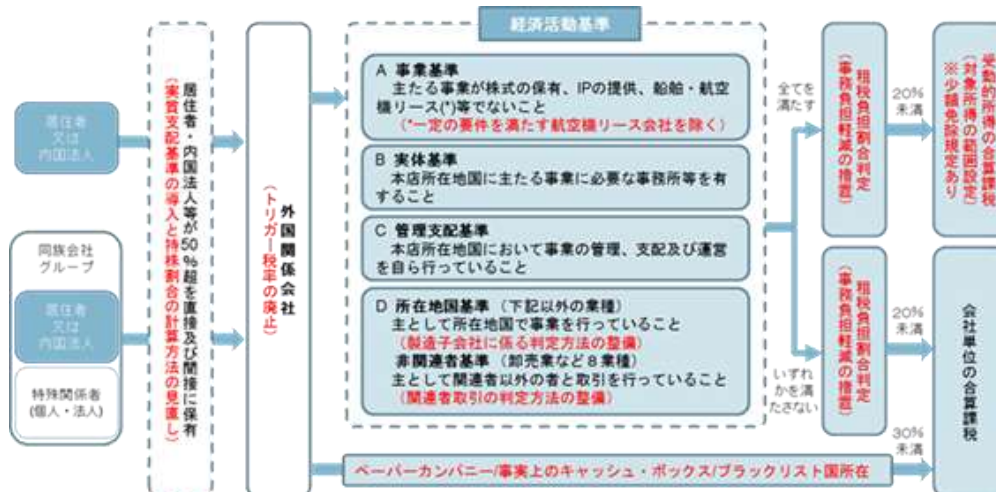 居住者
又は
内国法人
同族会社
グループ
居住者
又は
内国法人
特殊関係者
(個人・法人)
居住者・内国法人等が50%超を直接及び間接に保有
(実質支配基準の導入と持株割合の計算方法の見直し)
外国関係会社
(トリガー税率の廃止)
経済活動基準
A 事業基準
主たる事業が株式の保有、IPの提供、船舶・航空
機リース(*)等でないこと
(*一定の要件を満たす航空機リース会社を除く)
B 実体基準
本店所在地国に主たる事業に必要な事務所等を有
すること
C 管理支配基準
本店所在地国において事業の管理、支配及び運営
を自ら行っていること
D 所在地国基準 (下記以外の業種)
主として所在地国で事業を行っていること
(製造子会社に係る判定方法の整備)
非関連者基準 (卸売業など8業種)
主として関連者以外の者と取引を行っていること
(関連者取引の判定方法の整備)
全てを
満たす
租税負担割合判定
(事務負担軽減の措置)
20%
未満
受動的所得の合算課税
(対象所得の範囲設定)
※少額免除規定あり
いずれ
かを満
たさない
租税負担割合判定
(事務負担軽減の措置)
20%
未満
会社単位の合算課税
30%
未満
ペーパーカンパニー/事実上のキャッシュ・ボックス/ブラックリスト国所在